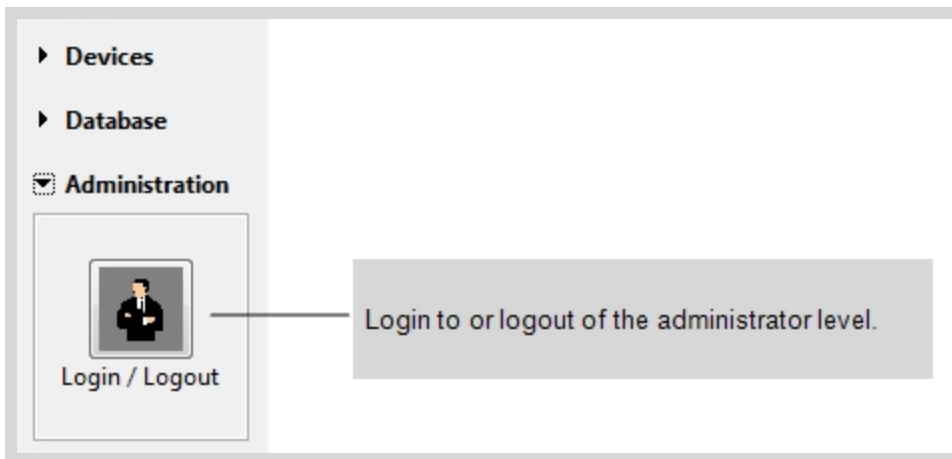 Devices
Database
Administration
Login to or logout of the administrator level.
Login / Logout